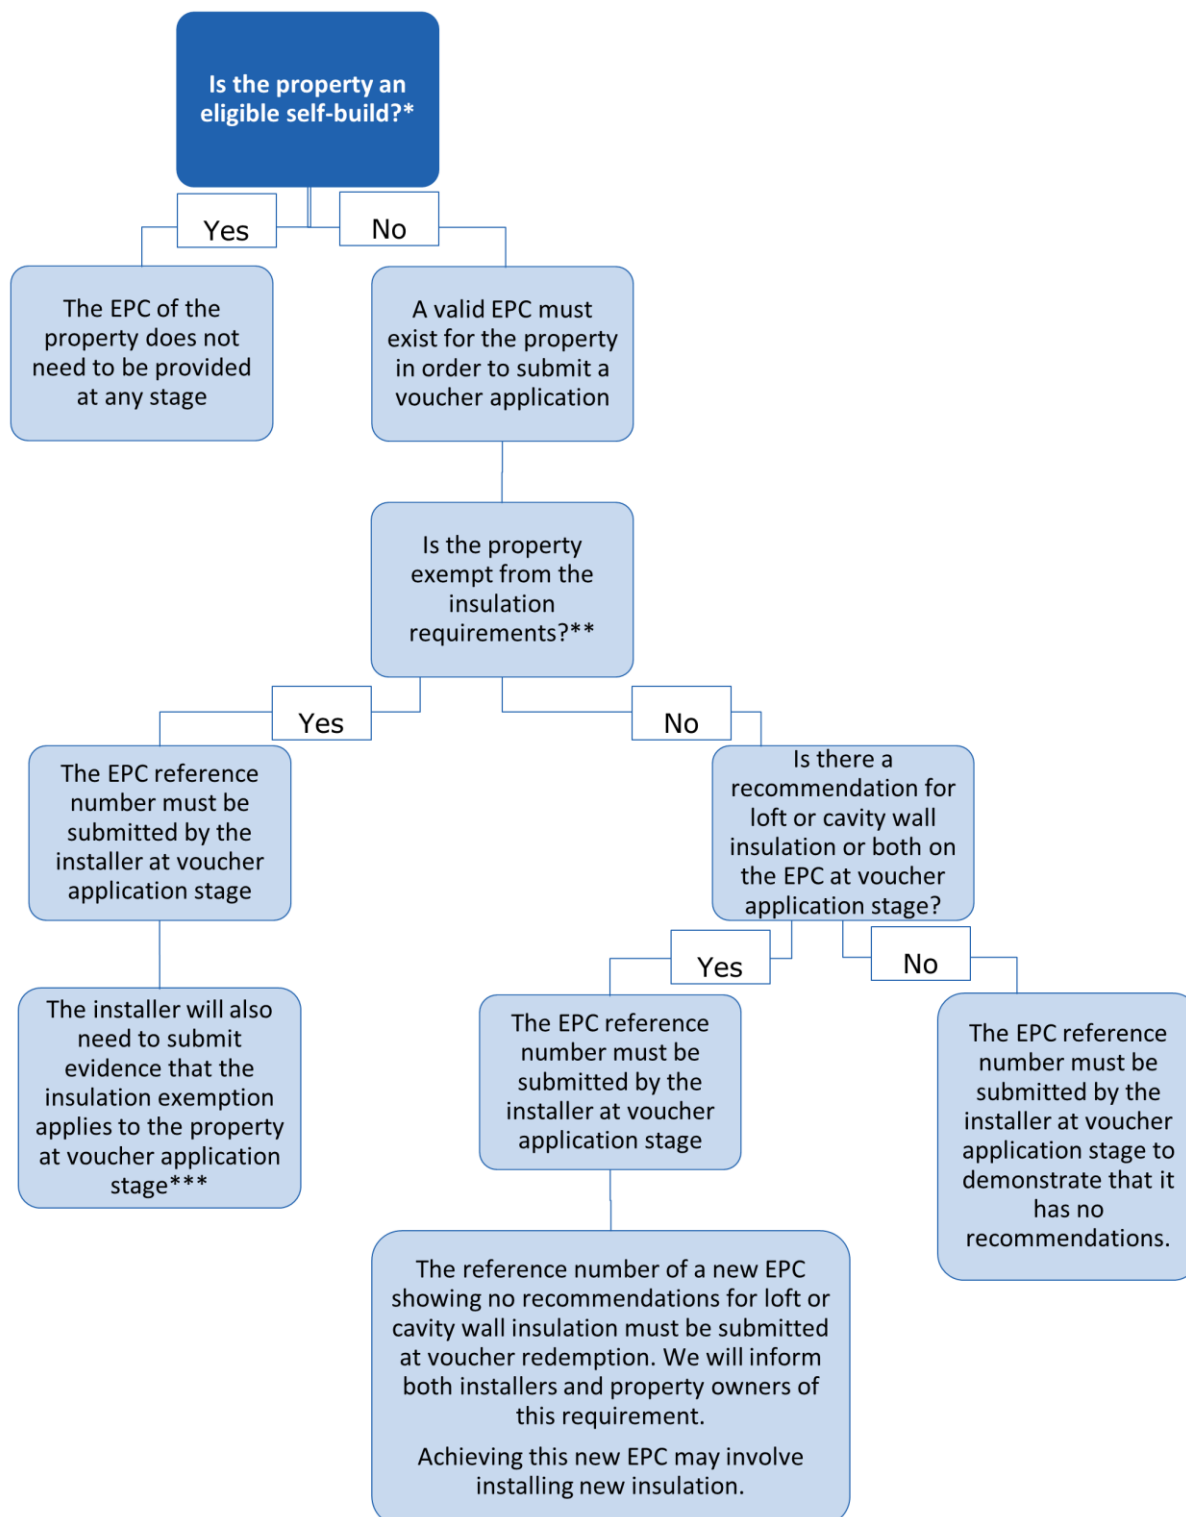 Is the property an
eligible self-build?*
Yes
No
The EPC of the
property does not
need to be provided
at any stage
A valid EPC must
exist for the property
in order to submit a
voucher application
Is the property
exempt from the
insulation
requirements?**
Yes
No
The EPC reference
number must be
submitted by the
installer at voucher
application stage
Is there a
recommendation for
loft or cavity wall
insulation or both on
the EPC at voucher
application stage?
Yes
No
The installer will also
need to submit
evidence that the
insulation exemption
applies to the property
at voucher application
stage***
The EPC reference
number must be
submitted by the
installer at voucher
application stage
The EPC reference
number must be
submitted by the
installer at voucher
application stage to
demonstrate that it
has no
recommendations.
The reference number of a new EPC
showing no recommendations for loft or
cavity wall insulation must be submitted
at voucher redemption. We will inform
both installers and property owners of
this requirement.
Achieving this new EPC may involve
installing new insulation.